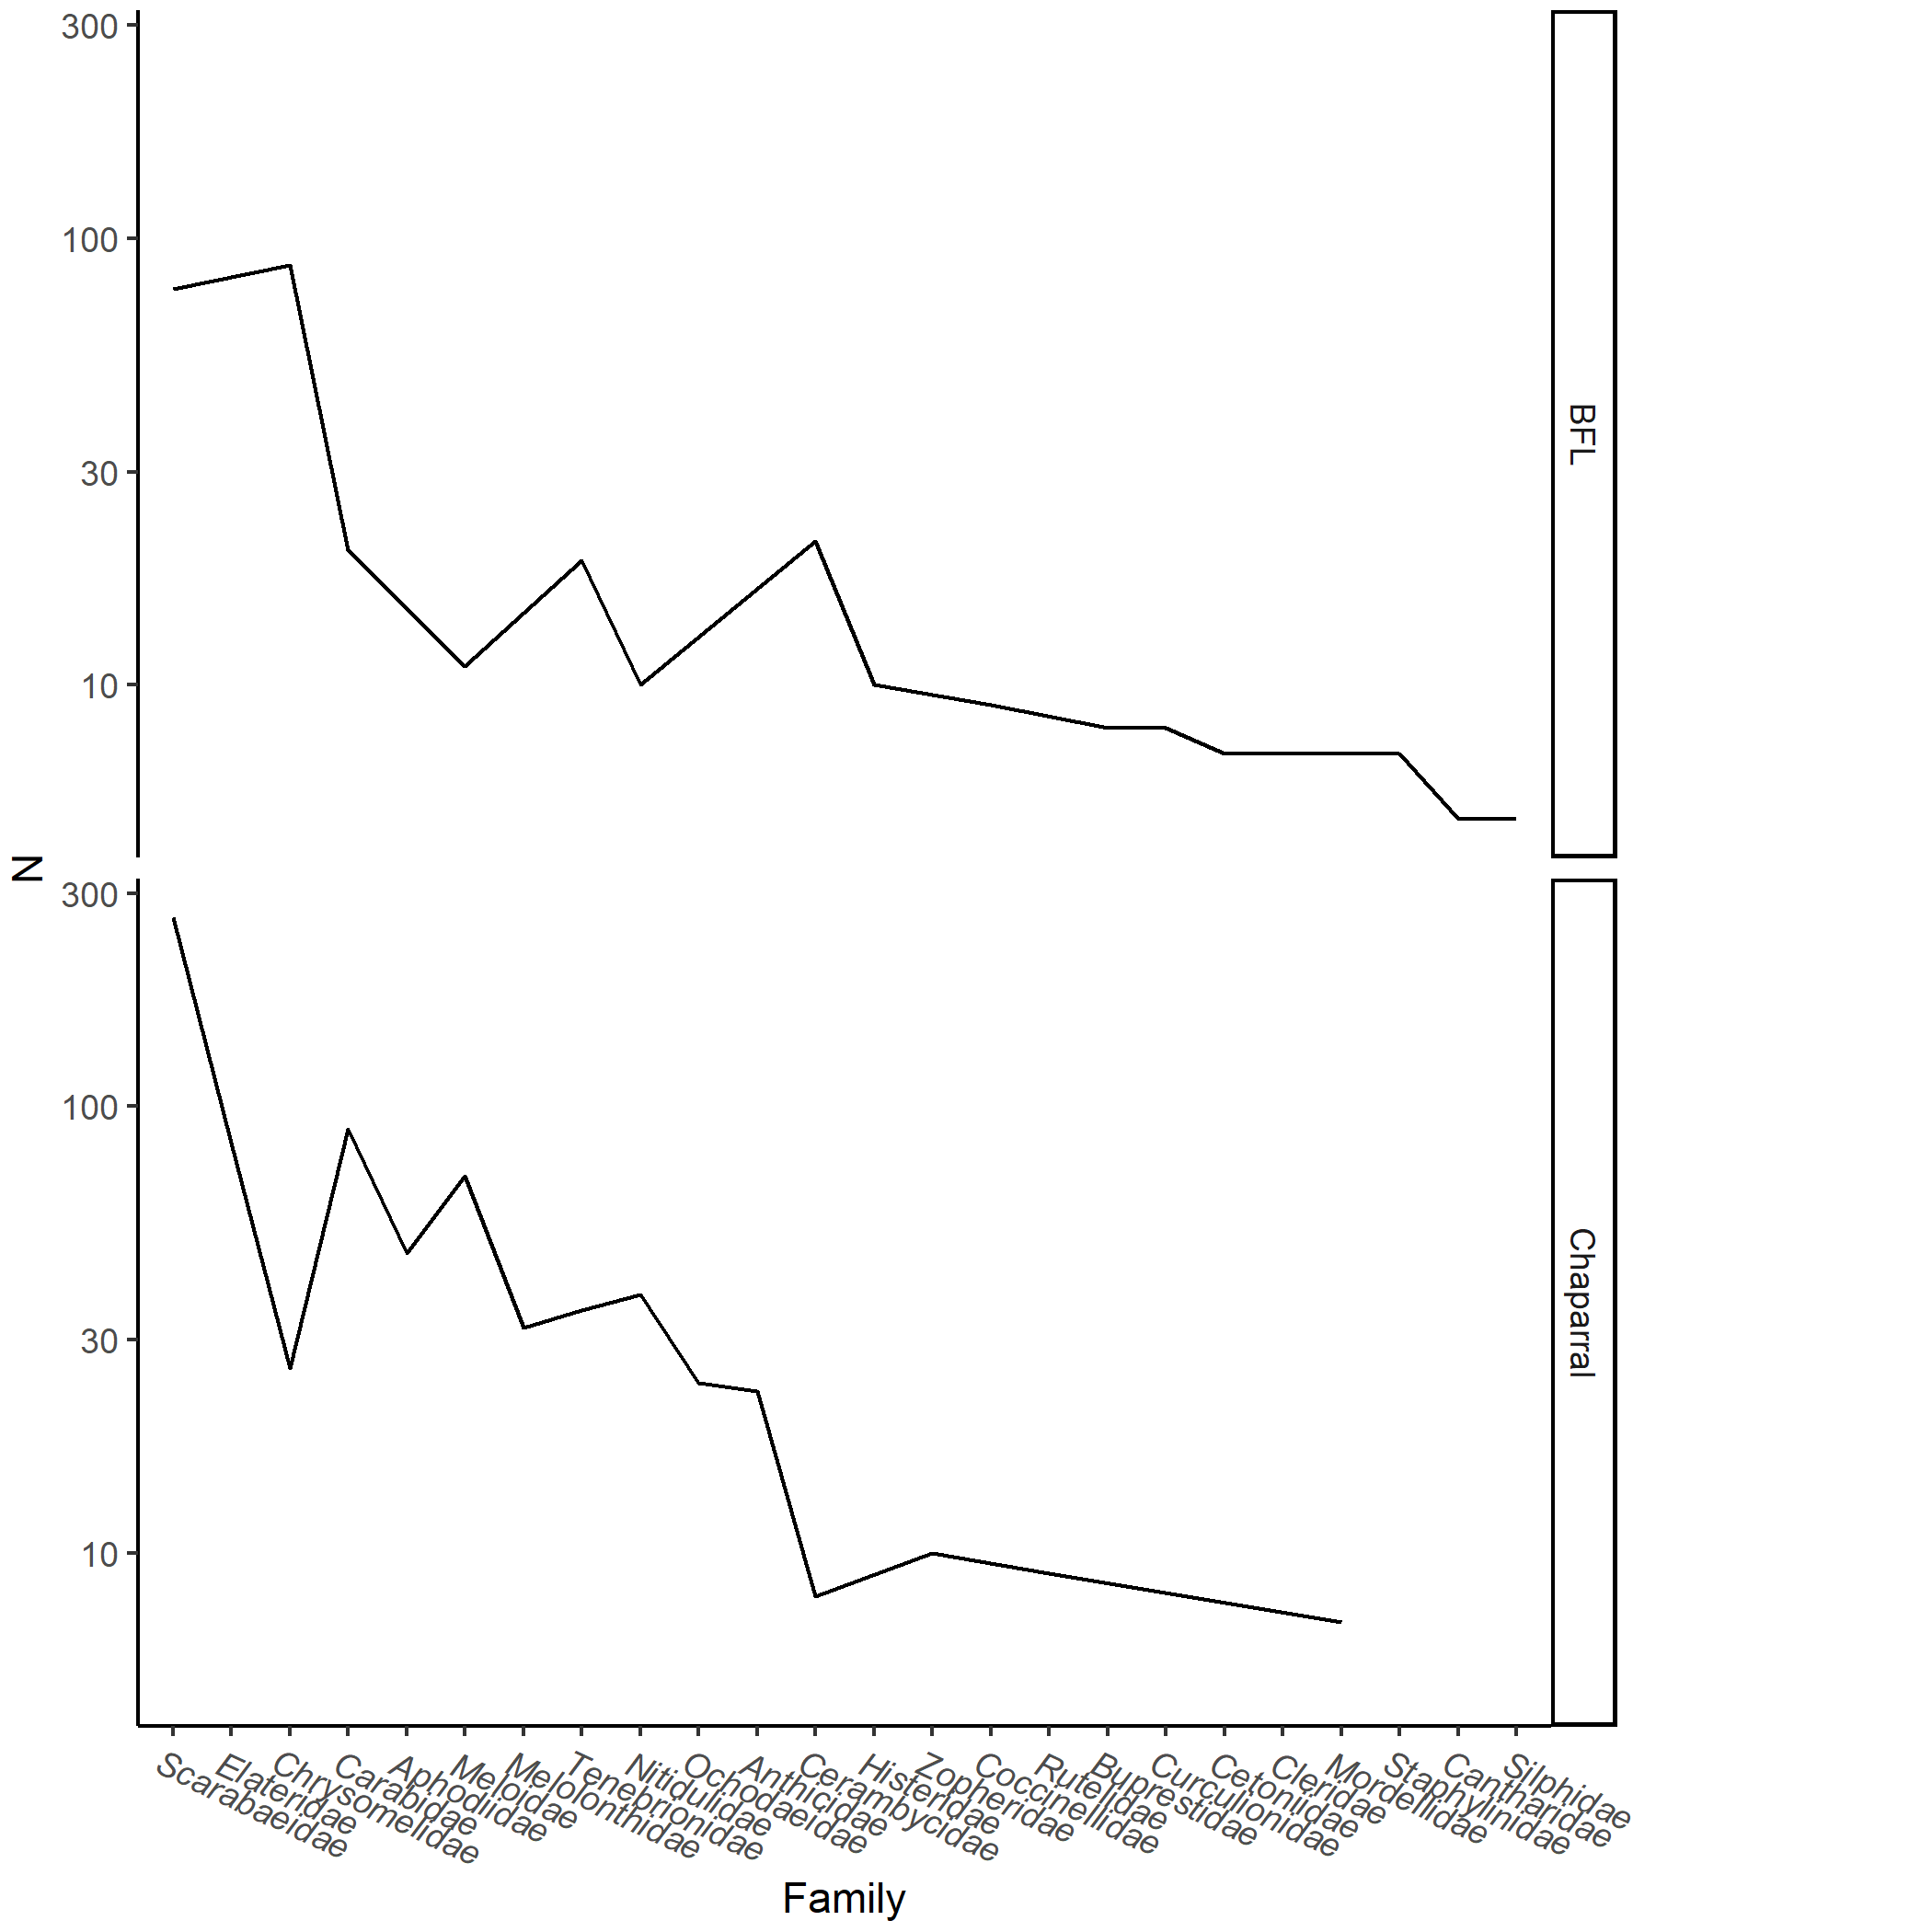 300
100
30
10
BFL
N
300
100
30
10
Chaparral
Scarabaeidae
Elateridae
Chrysomelidae
Carabidae
Aphodiidae
Meloidae
Melolonthidae
Tenebrionidae
Nitidulidae
Ochodaeidae
Anthicidae
Cerambycidae
Histeridae
Zopheridae
Coccinellidae
Rutelidae
Buprestidae
Curculionidae
Cetoniidae
Cleridae
Mordellidae
Staphylinidae
Cantharidae
Silphidae
Family